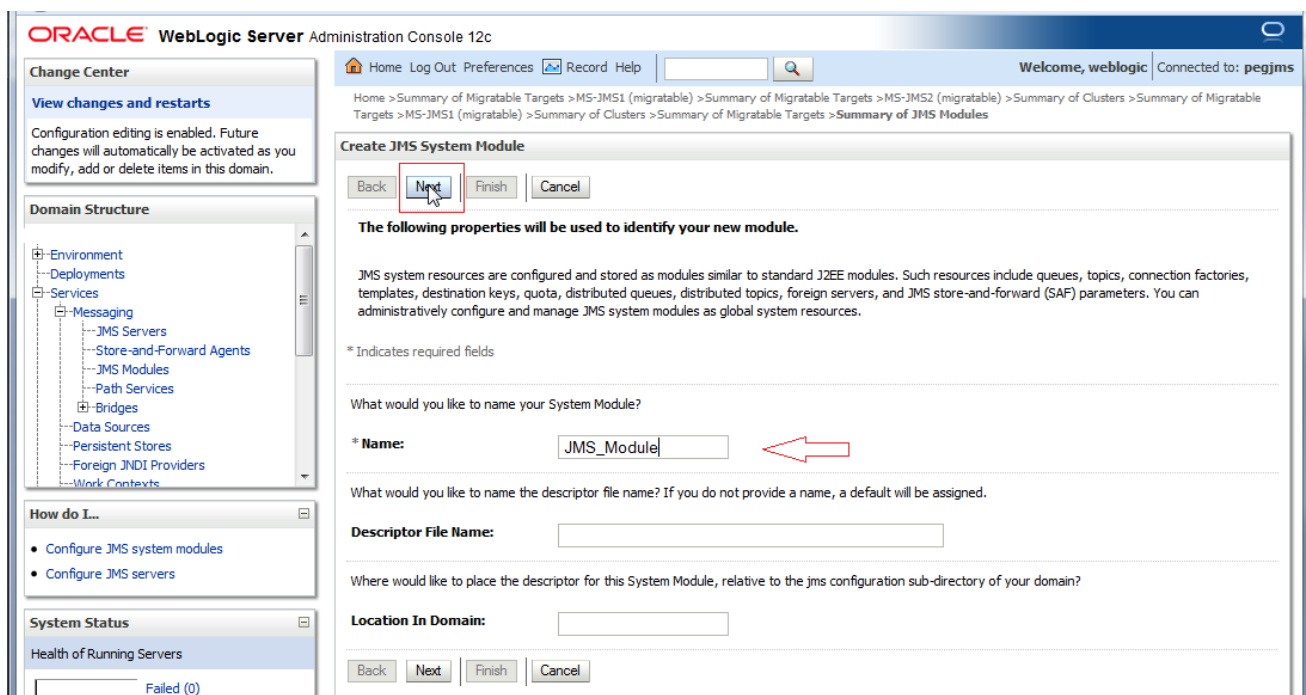 ORACLE WebLogic Server Administration Console 12c
Change Center
View changes and restarts
Configuration editing is enabled. Future
changes will automatically be activated as you
modify, add or delete items in this domain.
Domain Structure
Environment
Deployments
Services
Messaging
JMS Servers
Store-and-Forward Agents
JMS Modules
Path Services
Bridges
Data Sources
Persistent Stores
Foreign JNDI Providers
Work Contexts
How do I...
Configure JMS system modules
Configure JMS servers
System Status
Health of Running Servers
Failed (0)
Home Log Out Preferences Record Help
Welcome, weblogic Connected to: pegjms
Home >Summary of Migratable Targets >MS-JMS1 (migratable) >Summary of Migratable Targets >MS-JMS2 (migratable) >Summary of Clusters >Summary of Migratable
Targets >MS-JMS1 (migratable) >Summary of Clusters >Summary of Migratable Targets >Summary of JMS Modules
Create JMS System Module
Back Next Finish Cancel
The following properties will be used to identify your new module.
JMS system resources are configured and stored as modules similar to standard J2EE modules. Such resources include queues, topics, connection factories,
templates, destination keys, quota, distributed queues, distributed topics, foreign servers, and JMS store-and-forward (SAF) parameters. You can
administratively configure and manage JMS system modules as global system resources.
* Indicates required fields
What would you like to name your System Module?
* Name: JMS_Module
What would you like to name the descriptor file name? If you do not provide a name, a default will be assigned.
Descriptor File Name:
Where would like to place the descriptor for this System Module, relative to the jms configuration sub-directory of your domain?
Location In Domain:
Back Next Finish Cancel